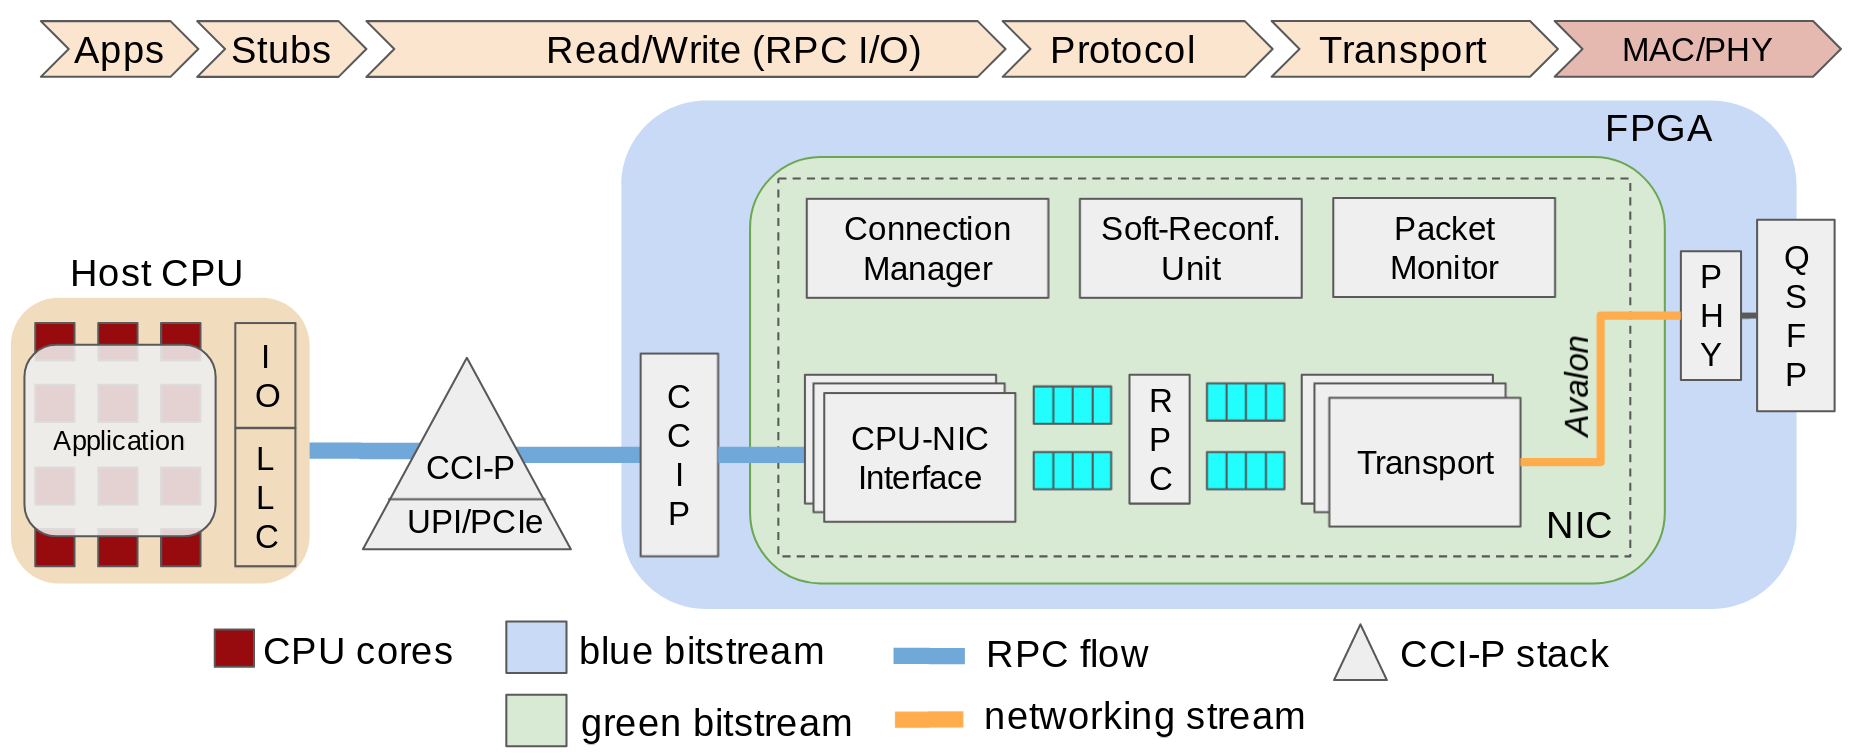 Apps
Stubs
Read/Write (RPC I/O)
Protocol
Transport
MAC/PHY
FPGA
Host CPU
Application
I
O
L
L
C
CCI-P
UPI/PCIe
C
C
I
P
Connection
Manager
Soft-Reconf.
Unit
Packet
Monitor
CPU-NIC
Interface
R
P
C
Transport
Avalon
NIC
P
H
Y
Q
S
F
P
CPU cores
blue bitstream
RPC flow
CCI-P stack
green bitstream
networking stream